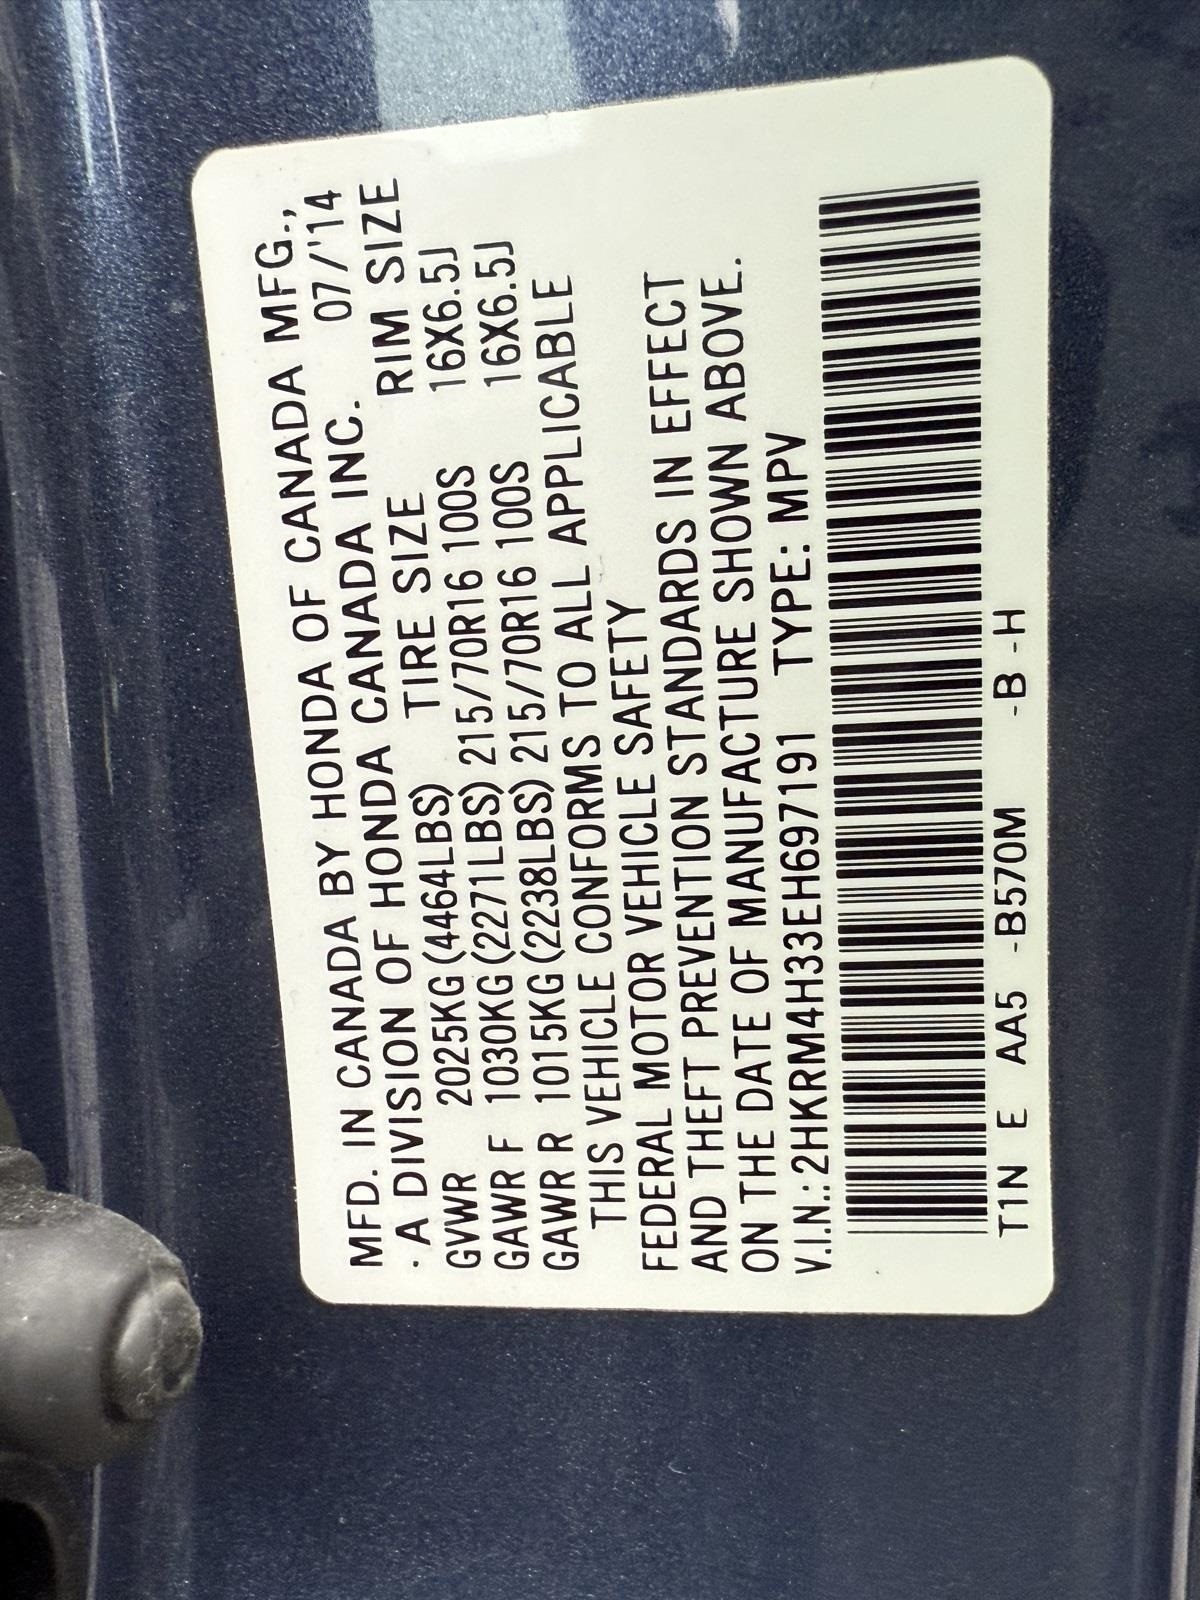 MFD. IN CANADA BY HONDA OF CANADA MFG.,
. A DIVISION OF HONDA CANADA INC. 07/'14
TIRE SIZE RIM SIZE
GVWR 2025KG(4464LBS)
GAWR F 1030KG(2271LBS) 215/70R16 100S 16X6.5J
GAWR R 1015KG(2238LBS) 215/70R16 100S 16X6.5J
THIS VEHICLE CONFORMS TO ALL APPLICABLE
FEDERAL MOTOR VEHICLE SAFETY
AND THEFT PREVENTION STANDARDS IN EFFECT
ON THE DATE OF MANUFACTURE SHOWN ABOVE.
V.I.N.:2HKRM4H33EH697191 TYPE: MPV
T1N E AA5 -B570M -B -H